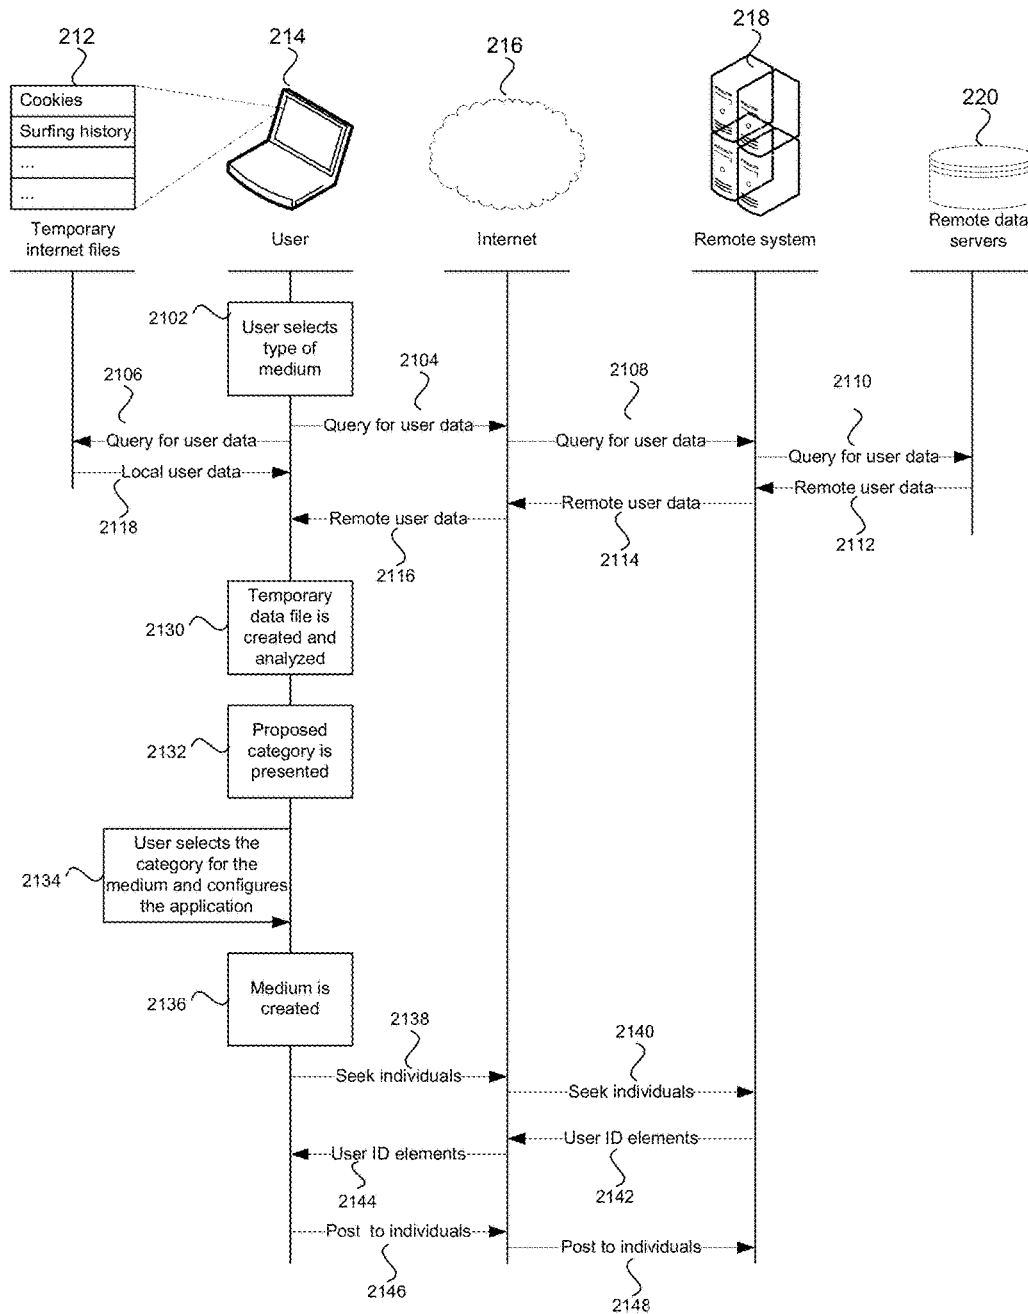 212
214
216
218
220
Cookies
Surfing history
...
...
Temporary
internet files
User
Internet
Remote system
Remote data
servers
2102
User selects
type of
medium
2106
2104
2108
2110
Query for user data
Query for user data
Query for user data
Query for user data
Local user data
Remote user data
Remote user data
Remote user data
2118
2116
2114
2112
2130
Temporary
data file is
created and
analyzed
2132
Proposed
category is
presented
2134
User selects the
category for the
medium and configures
the application
2136
Medium is
created
2138
2140
Seek individuals
Seek individuals
User ID elements
User ID elements
2144
2142
Post to individuals
Post to individuals
2146
2148